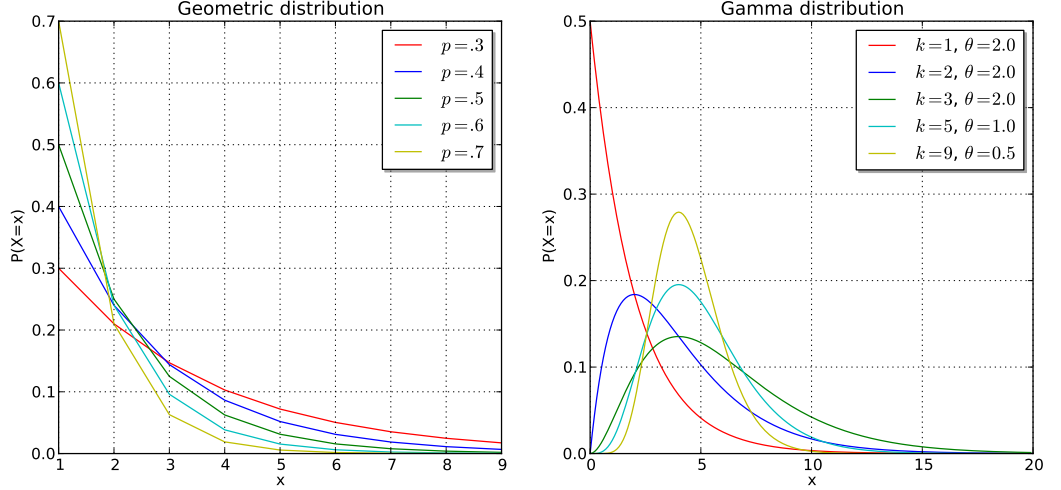 Geometric distribution
0.7
0.6
0.5
0.4
0.3
0.2
0.1
0.0
P(X=x)
p=.3
p=.4
p=.5
p=.6
p=.7
1 2 3 4 5 6 7 8 9
x
Gamma distribution
0.5
0.4
0.3
0.2
0.1
0.0
P(X=x)
k=1, θ=2.0
k=2, θ=2.0
k=3, θ=2.0
k=5, θ=1.0
k=9, θ=0.5
0 5 10 15 20
x